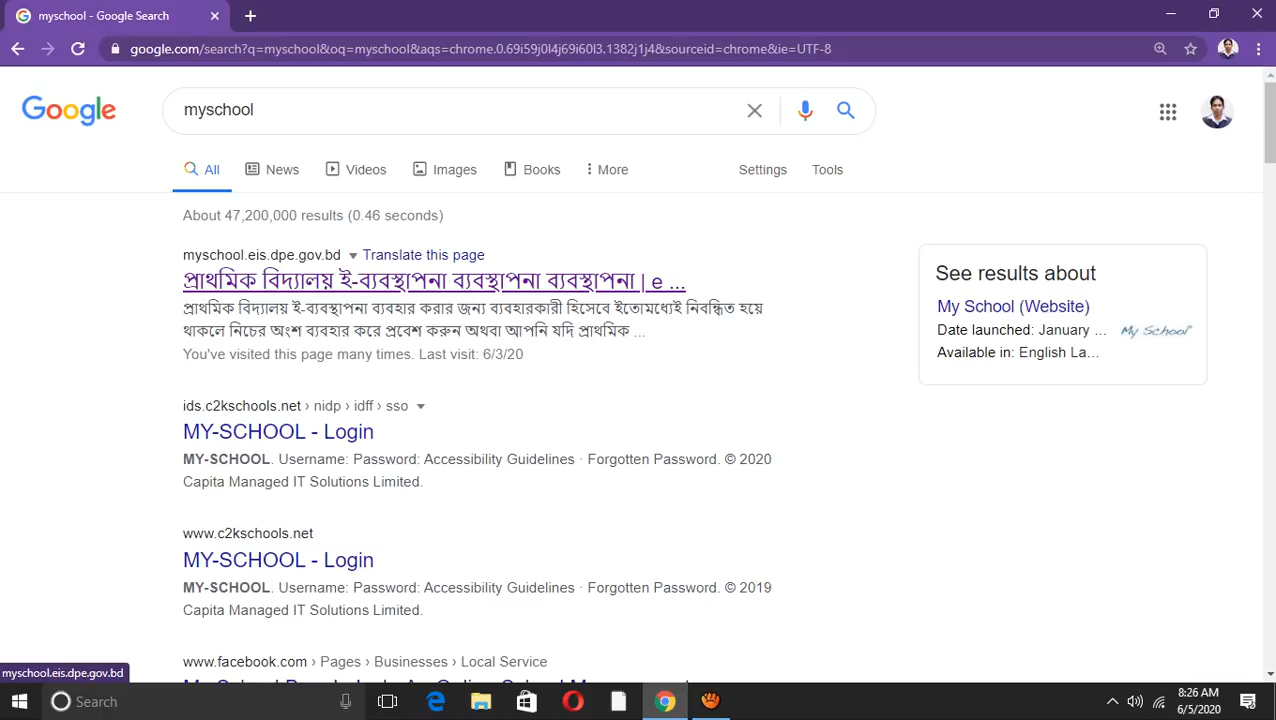 myschool - Google Search
google.com/search?q=myschool&oq=myschool&aqs=chrome.0.69i59j0l4j69i60l3.1382j1j4&sourceid=chrome&ie=UTF-8
Google
myschool
All News Videos Images Books More Settings Tools
About 47,200,000 results (0.46 seconds)
myschool.eis.dpe.gov.bd Translate this page
প্রাথমিক বিদ্যালয় ই-ব্যবস্থাপনা ব্যবস্থাপনা ব্যবস্থাপনা | e ...
প্রাথমিক বিদ্যালয় ই-ব্যবস্থাপনা ব্যবহার করার জন্য ব্যবহারকারী হিসেবে ইতোমধ্যেই নিবন্ধিত হয়ে
থাকলে নিচের অংশ ব্যবহার করে প্রবেশ করুন অথবা আপনি যদি প্রাথমিক ...
You've visited this page many times. Last visit: 6/3/20
See results about
My School (Website)
Date launched: January ...
My School
Available in: English La...
ids.c2kschools.net › nidp › idff › sso
MY-SCHOOL - Login
MY-SCHOOL. Username: Password: Accessibility Guidelines · Forgotten Password. © 2020
Capita Managed IT Solutions Limited.
www.c2kschools.net
MY-SCHOOL - Login
MY-SCHOOL. Username: Password: Accessibility Guidelines · Forgotten Password. © 2019
Capita Managed IT Solutions Limited.
www.facebook.com › Pages › Businesses › Local Service
myschool.eis.dpe.gov.bd
Search
8:26 AM
6/5/2020